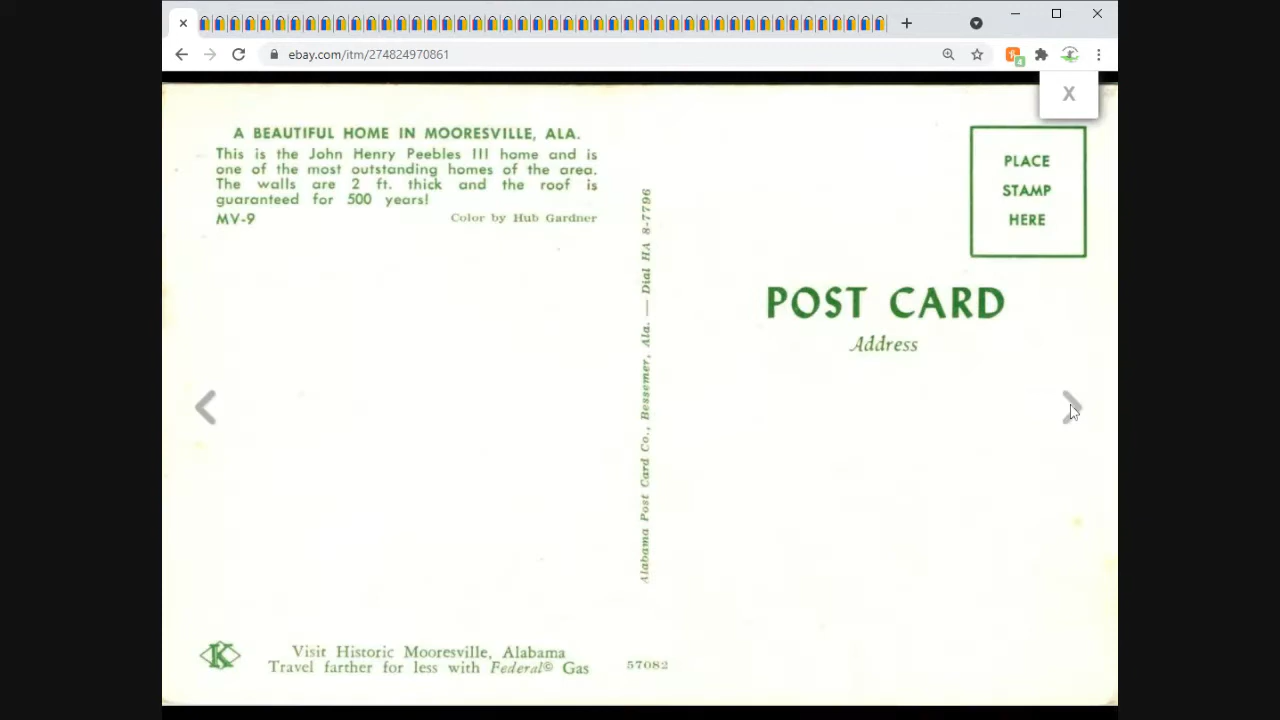 ebay.com/itm/274824970861
4
X
A BEAUTIFUL HOME IN MOORESVILLE, ALA.
This is the John Henry Peebles III home and is
one of the most outstanding homes of the area.
The walls are 2 ft. thick and the roof is
guaranteed for 500 years!
MV-9 Color by Hub Gardner
Alabama Post Card Co., Bessemer, Ala. — Dial HA 8-7796
PLACE
STAMP
HERE
POST CARD
Address
K
Visit Historic Mooresville, Alabama
Travel farther for less with Federal© Gas
57082